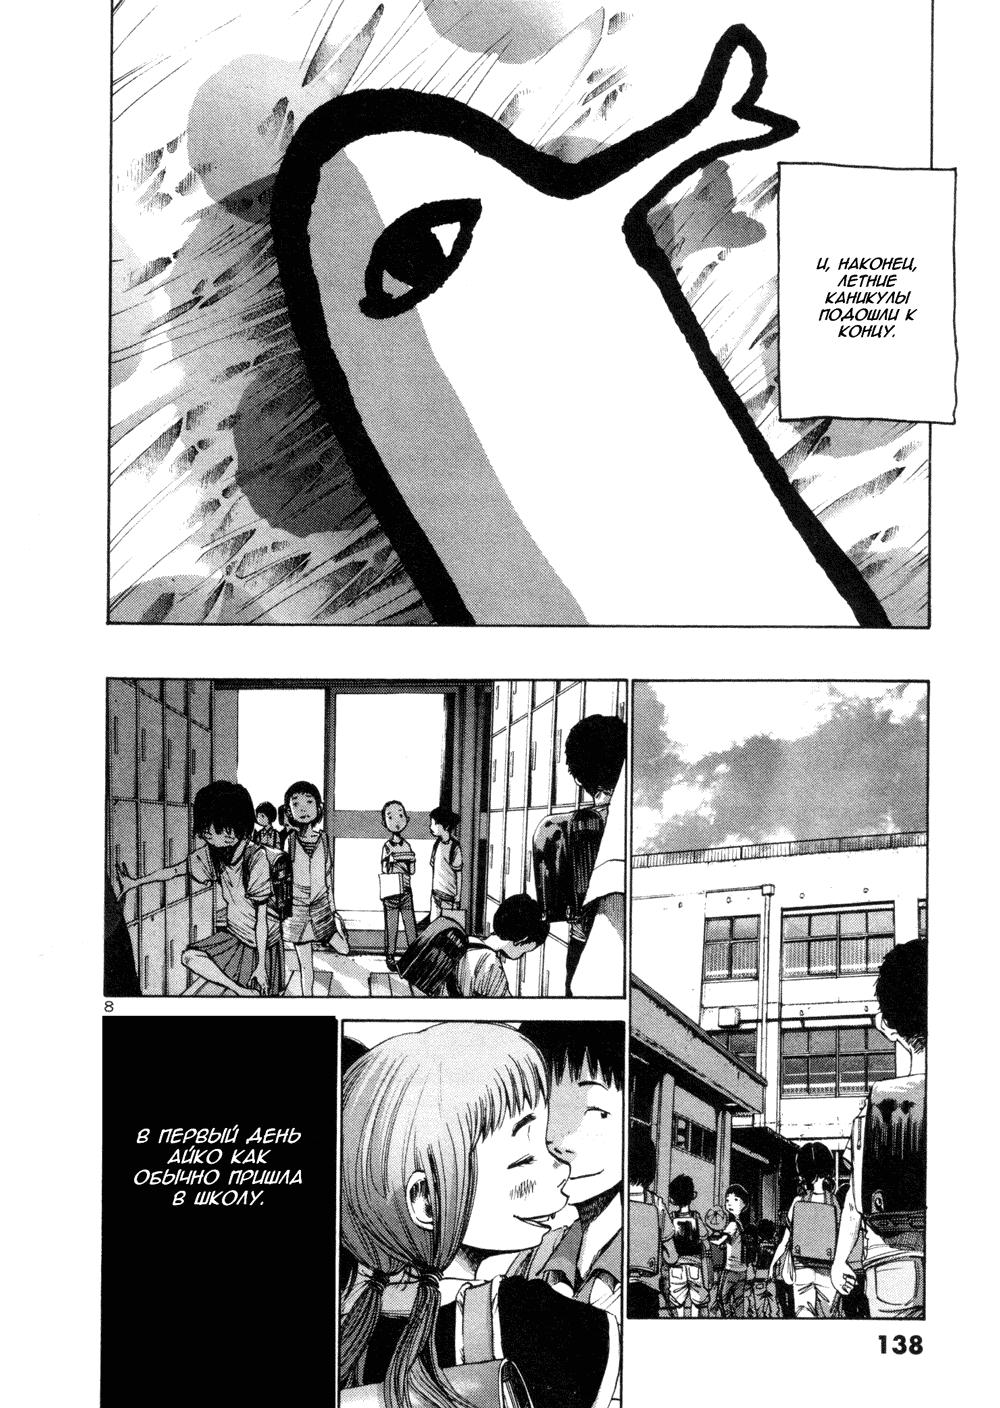 И, НАКОНЕЦ,
ЛЕТНИЕ
КАНИКУЛЫ
ПОДОШЛИ К
КОНЦУ.
8
В ПЕРВЫЙ ДЕНЬ
АЙКО КАК
ОБЫЧНО ПРИШЛА
В ШКОЛУ.
138